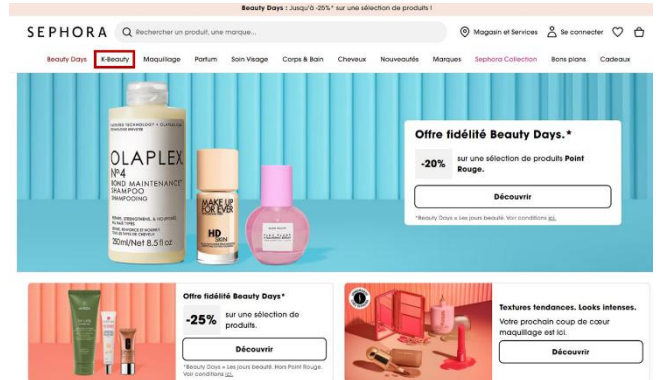 Beauty Days : Jusqu'à -25%* sur une sélection de produits !
SEPHORA
Rechercher un produit, une marque...
Magasin et Services
Se connecter
Beauty Days
K-Beauty
Maquillage
Parfum
Soin Visage
Corps & Bain
Cheveux
Nouveautés
Marques
Sephora Collection
Bons plans
Cadeaux
OLAPLEX
Nº4
BOND MAINTENANCE
SHAMPOO
SHAMPOOING
250ml/Net 8.5 fl oz
MAKE UP
FOR EVER
HD
SKIN
Offre fidélité Beauty Days.*
-20%
sur une sélection de produits Point
Rouge.
Découvrir
*Beauty Days = Les jours beauté. Voir conditions ici.
Offre fidélité Beauty Days*
-25%
sur une sélection de
produits.
Découvrir
*Beauty Days = Les jours beauté. Hors Point Rouge.
Voir conditions ici.
Textures tendances. Looks intenses.
Votre prochain coup de cœur
maquillage est ici.
Découvrir